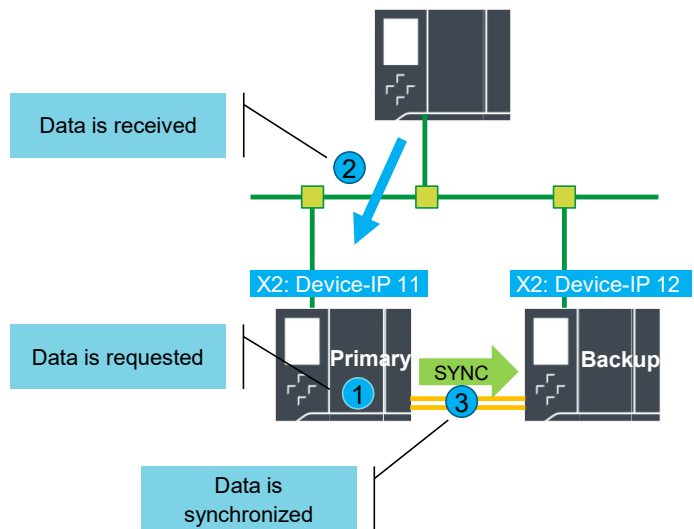 Data is received
2
X2: Device-IP 11
X2: Device-IP 12
Data is requested
Primary
1
SYNC
3
Backup
Data is
synchronized